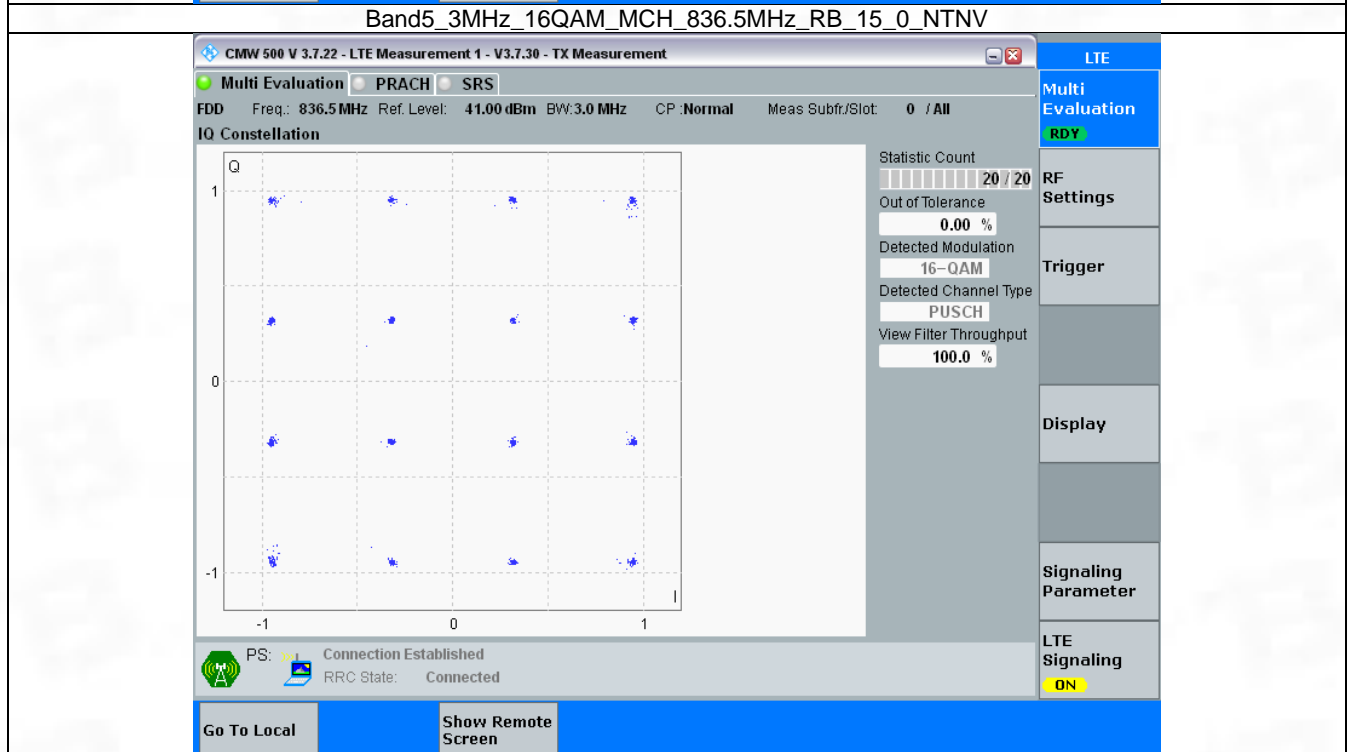 Band5_3MHz_16QAM_MCH_836.5MHz_RB_15_0_NTNV
CMW 500 V 3.7.22 - LTE Measurement 1 - V3.7.30 - TX Measurement
Multi Evaluation PRACH SRS
FDD Freq.: 836.5 MHz Ref. Level: 41.00 dBm BW: 3.0 MHz CP :Normal Meas Subfr./Slot: 0 / All
IQ Constellation
Q
1
0
-1
-1 0 1
I
Statistic Count
20 / 20
Out of Tolerance
0.00 %
Detected Modulation
16-QAM
Detected Channel Type
PUSCH
View Filter Throughput
100.0 %
PS: Connection Established
RRC State: Connected
LTE
Multi
Evaluation
RDY
RF
Settings
Trigger
Display
Signaling
Parameter
LTE
Signaling
ON
Go To Local
Show Remote
Screen